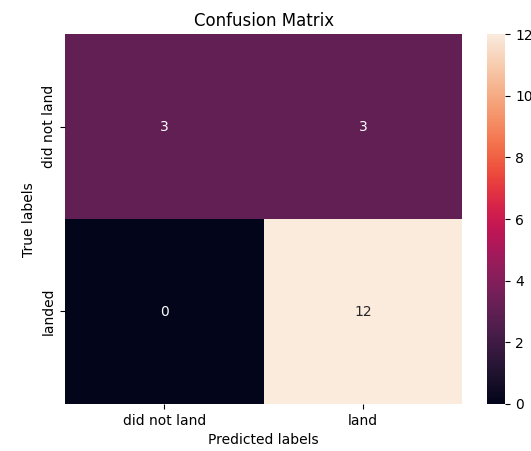 Confusion Matrix
True labels
did not land
3 3
landed
0 12
did not land land
Predicted labels
12
10
8
6
4
2
0